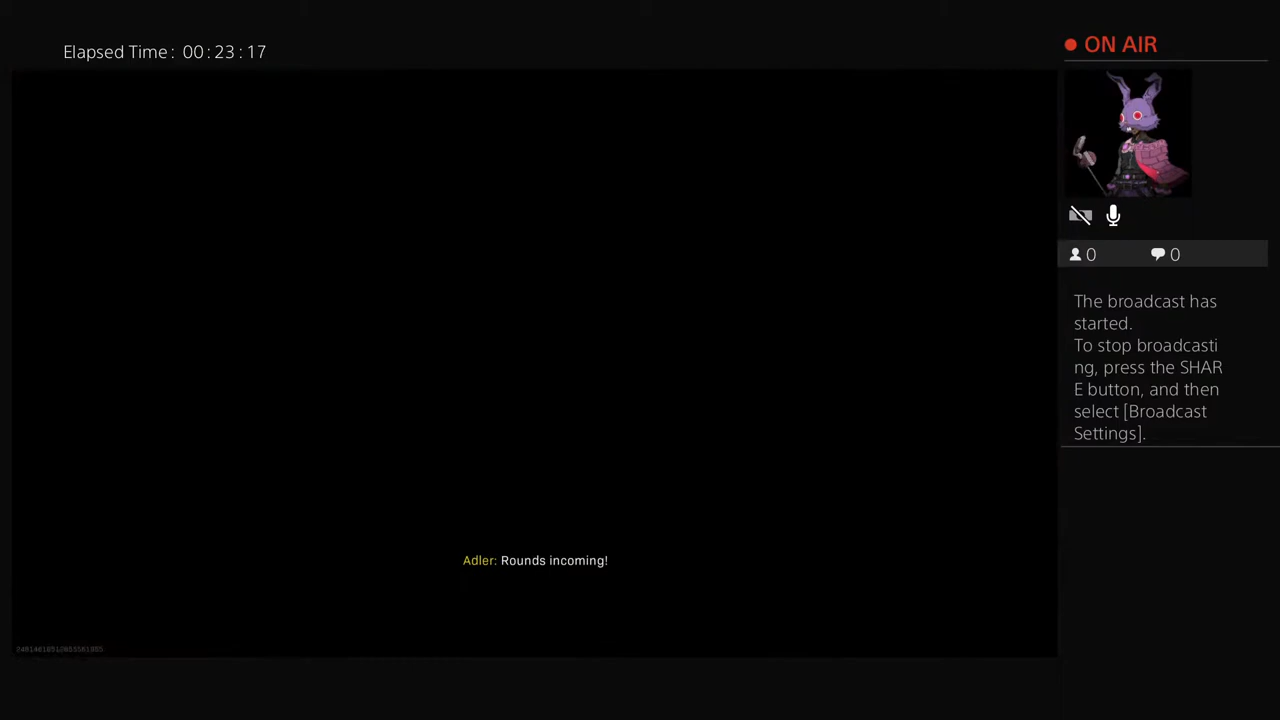 Elapsed Time: 00:23:17
ON AIR
0
0
The broadcast has
started.
To stop broadcasti
ng, press the SHAR
E button, and then
select [Broadcast
Settings].
Adler: Rounds incoming!